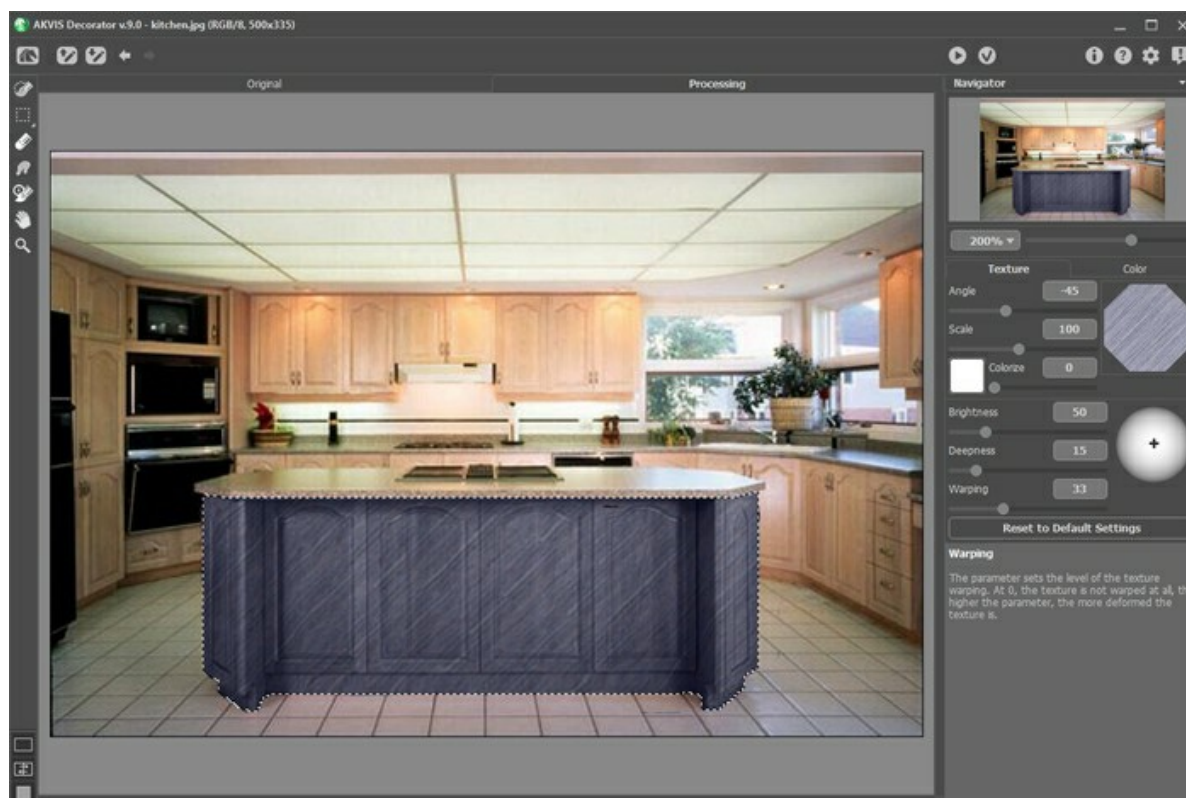 AKVIS Decorator v.9.0 - kitchen.jpg (RGB/8, 500x335)
Original
Processing
Navigator
200%
Texture
Color
Angle
-45
Scale
100
Colorize
0
Brightness
50
Deepness
15
Warping
33
Reset to Default Settings
Warping
The parameter sets the level of the texture
warping. At 0, the texture is not warped at all, th
higher the parameter, the more deformed the
texture is.